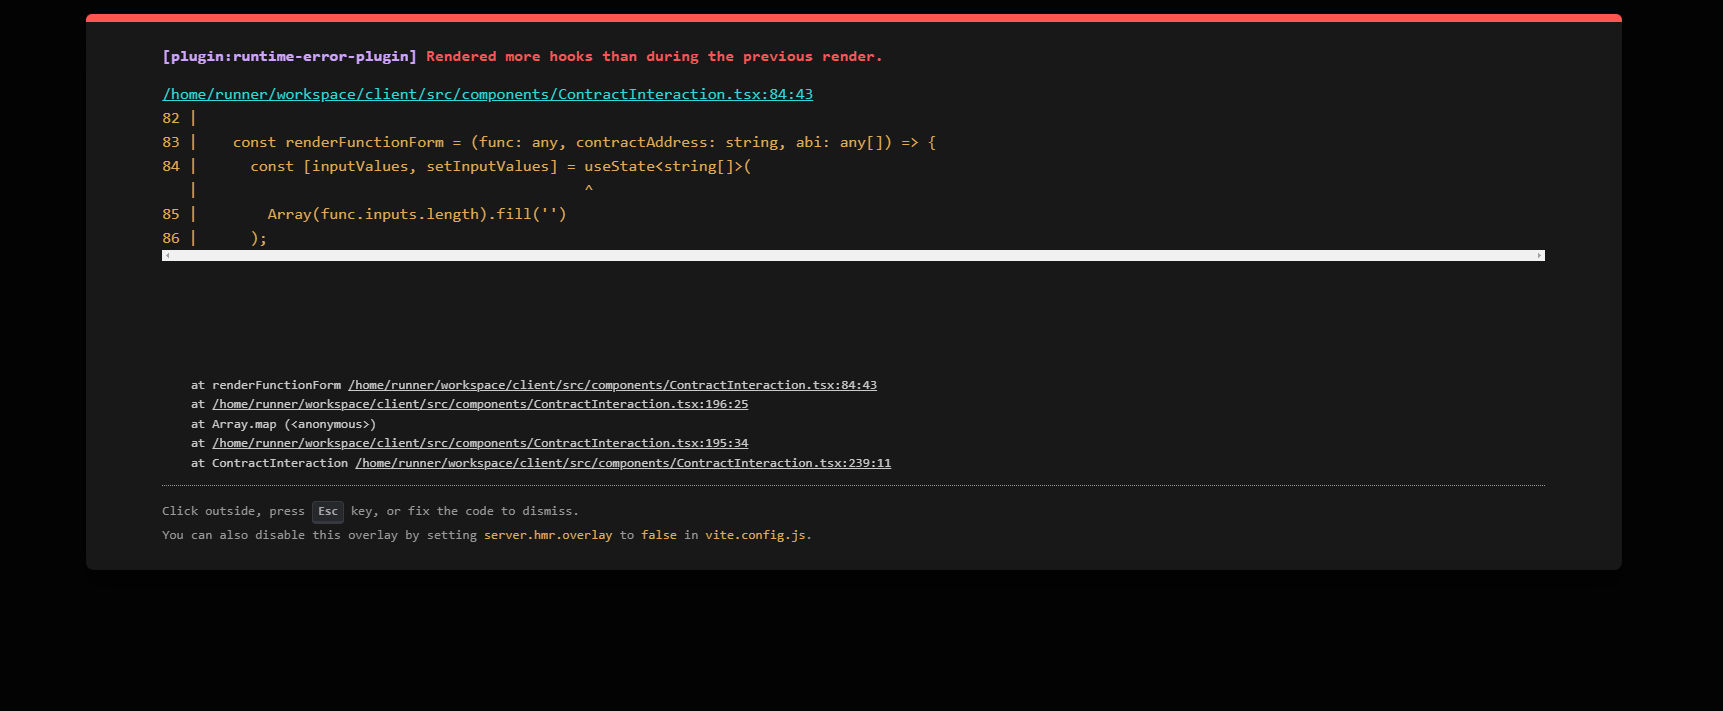 [plugin:runtime-error-plugin] Rendered more hooks than during the previous render.
/home/runner/workspace/client/src/components/ContractInteraction.tsx:84:43
82 |
83 |    const renderFunctionForm = (func: any, contractAddress: string, abi: any[]) => {
84 |      const [inputValues, setInputValues] = useState<string[]>(
   |                                            ^
85 |        Array(func.inputs.length).fill('')
86 |      );
at renderFunctionForm /home/runner/workspace/client/src/components/ContractInteraction.tsx:84:43
at /home/runner/workspace/client/src/components/ContractInteraction.tsx:196:25
at Array.map (<anonymous>)
at /home/runner/workspace/client/src/components/ContractInteraction.tsx:195:34
at ContractInteraction /home/runner/workspace/client/src/components/ContractInteraction.tsx:239:11
Click outside, press Esc key, or fix the code to dismiss.
You can also disable this overlay by setting server.hmr.overlay to false in vite.config.js.